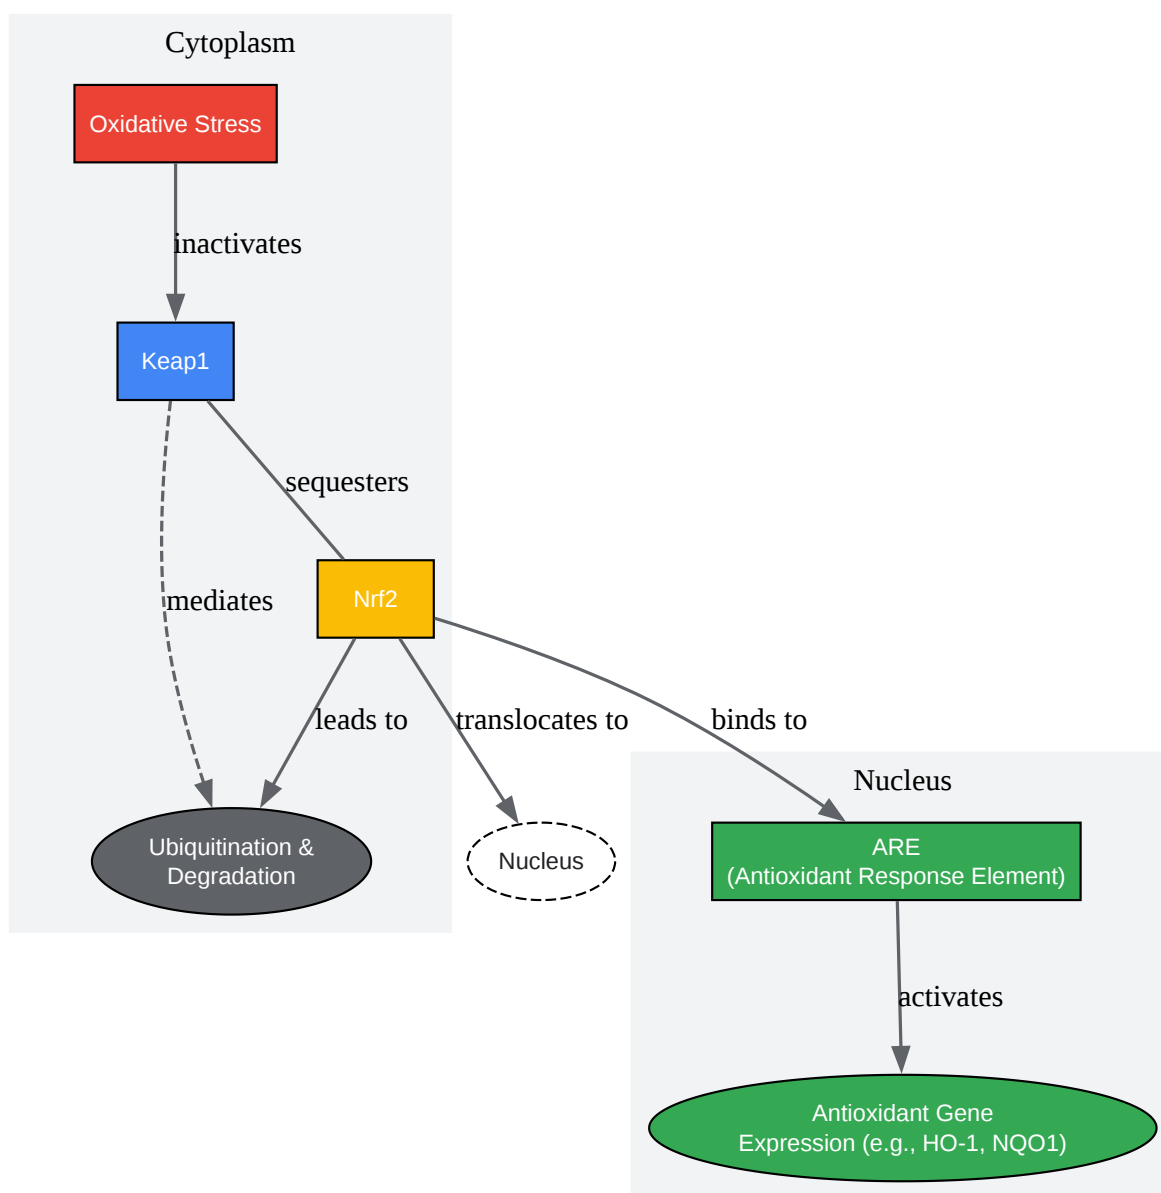 Cytoplasm
Oxidative Stress
inactivates
Keap1
sequesters
mediates
Nrf2
leads to
translocates to
binds to
Nucleus
Ubiquitination &
Degradation
Nucleus
ARE
(Antioxidant Response Element)
activates
Antioxidant Gene
Expression (e.g., HO-1, NQO1)